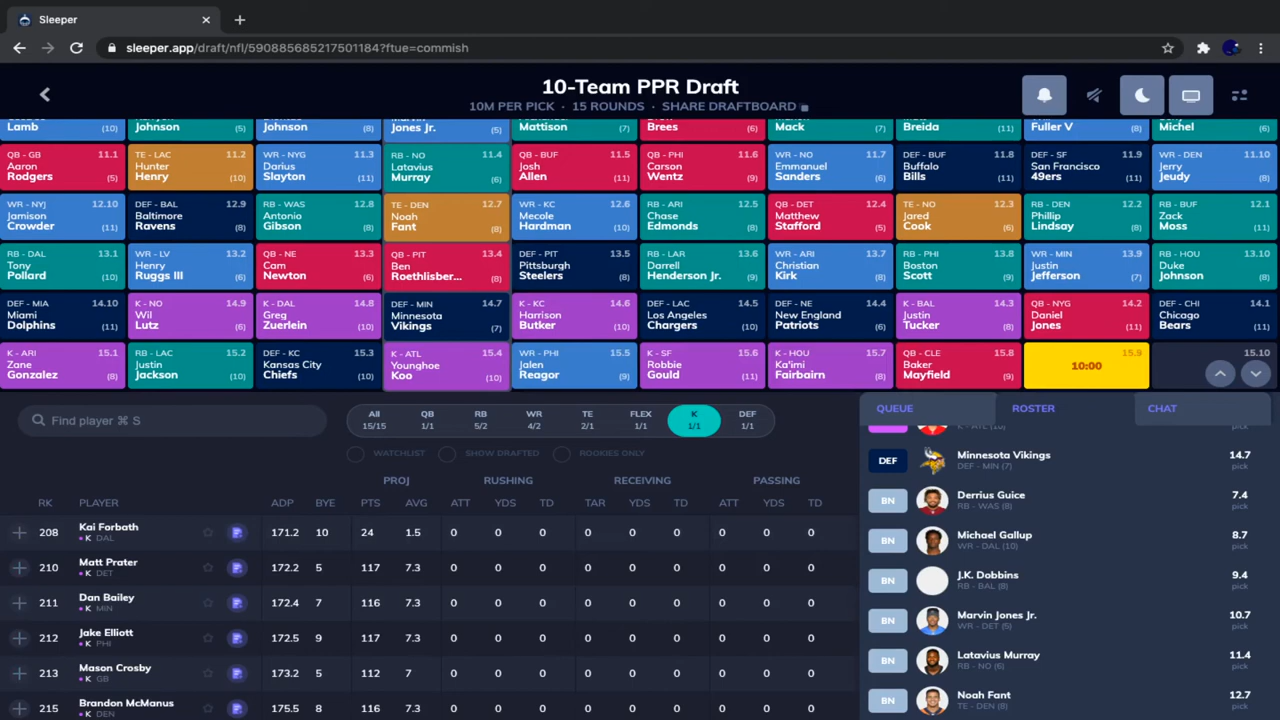 Sleeper
sleeper.app/draft/nfl/590885685217501184?ftue=commish
10-Team PPR Draft
10M PER PICK · 15 ROUNDS · SHARE DRAFTBOARD
Lamb (10)
Johnson (5)
Johnson (8)
Jones Jr. (5)
Mattison (7)
Brees (6)
Mack (7)
Breida (11)
Fuller V (8)
Michel (6)
QB - GB 11.1
Aaron
Rodgers (5)
TE - LAC 11.2
Hunter
Henry (10)
WR - NYG 11.3
Darius
Slayton (11)
RB - NO 11.4
Latavius
Murray (6)
QB - BUF 11.5
Josh
Allen (11)
QB - PHI 11.6
Carson
Wentz (9)
WR - NO 11.7
Emmanuel
Sanders (6)
DEF - BUF 11.8
Buffalo
Bills (11)
DEF - SF 11.9
San Francisco
49ers (11)
WR - DEN 11.10
Jerry
Jeudy (8)
WR - NYJ 12.10
Jamison
Crowder (11)
DEF - BAL 12.9
Baltimore
Ravens (8)
RB - WAS 12.8
Antonio
Gibson (8)
TE - DEN 12.7
Noah
Fant (8)
WR - KC 12.6
Mecole
Hardman (10)
RB - ARI 12.5
Chase
Edmonds (8)
QB - DET 12.4
Matthew
Stafford (5)
TE - NO 12.3
Jared
Cook (6)
RB - DEN 12.2
Phillip
Lindsay (8)
RB - BUF 12.1
Zack
Moss (11)
RB - DAL 13.1
Tony
Pollard (10)
WR - LV 13.2
Henry
Ruggs III (6)
QB - NE 13.3
Cam
Newton (6)
QB - PIT 13.4
Ben
Roethlisber... (8)
DEF - PIT 13.5
Pittsburgh
Steelers (8)
RB - LAR 13.6
Darrell
Henderson Jr. (9)
WR - ARI 13.7
Christian
Kirk (8)
RB - PHI 13.8
Boston
Scott (9)
WR - MIN 13.9
Justin
Jefferson (7)
RB - HOU 13.10
Duke
Johnson (8)
DEF - MIA 14.10
Miami
Dolphins (11)
K - NO 14.9
Wil
Lutz (6)
K - DAL 14.8
Greg
Zuerlein (10)
DEF - MIN 14.7
Minnesota
Vikings (7)
K - KC 14.6
Harrison
Butker (10)
DEF - LAC 14.5
Los Angeles
Chargers (10)
DEF - NE 14.4
New England
Patriots (6)
K - BAL 14.3
Justin
Tucker (8)
QB - NYG 14.2
Daniel
Jones (11)
DEF - CHI 14.1
Chicago
Bears (11)
K - ARI 15.1
Zane
Gonzalez (8)
RB - LAC 15.2
Justin
Jackson (10)
DEF - KC 15.3
Kansas City
Chiefs (10)
K - ATL 15.4
Younghoe
Koo (10)
WR - PHI 15.5
Jalen
Reagor (9)
K - SF 15.6
Robbie
Gould (11)
K - HOU 15.7
Ka'imi
Fairbairn (8)
QB - CLE 15.8
Baker
Mayfield (9)
15.9
10:00
15.10
Find player ⌘ S
All QB RB WR TE FLEX K DEF
15/15 1/1 5/2 4/2 2/1 1/1 1/1 1/1
WATCHLIST SHOW DRAFTED ROOKIES ONLY
PROJ RUSHING RECEIVING PASSING
RK PLAYER ADP BYE PTS AVG ATT YDS TD TAR YDS TD ATT YDS TD
208 Kai Forbath 171.2 10 24 1.5 0 0 0 0 0 0 0 0 0
K DAL
210 Matt Prater 171.2 5 117 7.3 0 0 0 0 0 0 0 0 0
K DET
211 Dan Bailey 172.4 7 116 7.3 0 0 0 0 0 0 0 0 0
K MIN
212 Jake Elliott 172.5 9 117 7.3 0 0 0 0 0 0 0 0 0
K PHI
213 Mason Crosby 173.2 5 112 7 0 0 0 0 0 0 0 0 0
K GB
215 Brandon McManus 175.5 8 116 7.3 0 0 0 0 0 0 0 0 0
K DEN
QUEUE ROSTER CHAT
K - ATL (10) pick
DEF Minnesota Vikings 14.7
DEF - MIN (7) pick
BN Derrius Guice 7.4
RB - WAS (8) pick
BN Michael Gallup 8.7
WR - DAL (10) pick
BN J.K. Dobbins 9.4
RB - BAL (8) pick
BN Marvin Jones Jr. 10.7
WR - DET (5) pick
BN Latavius Murray 11.4
RB - NO (6) pick
BN Noah Fant 12.7
TE - DEN (8) pick